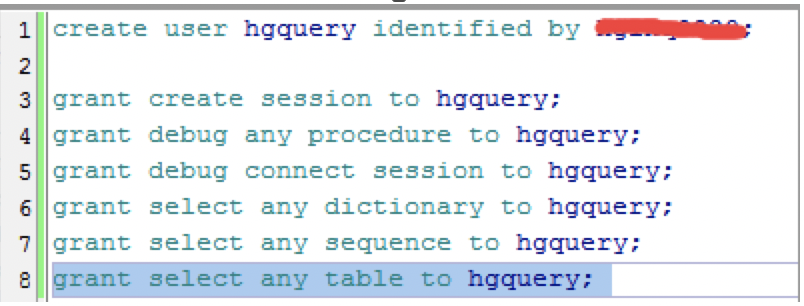 1 create user hgquery identified by ;
2
3 grant create session to hgquery;
4 grant debug any procedure to hgquery;
5 grant debug connect session to hgquery;
6 grant select any dictionary to hgquery;
7 grant select any sequence to hgquery;
8 grant select any table to hgquery;